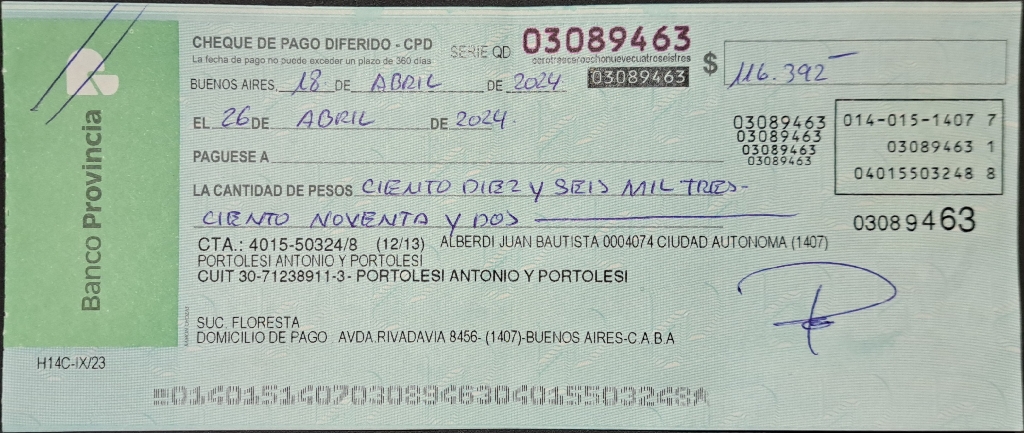 Banco Provincia
H14C-IX/23
CHEQUE DE PAGO DIFERIDO - CPD
La fecha de pago no puede exceder un plazo de 360 días
SERIE QD 03089463
cerotresceroochonuevecuatroseistres
03089463
$ 116.392
BUENOS AIRES, 18 DE ABRIL DE 2024
EL 26 DE ABRIL DE 2024
PAGUESE A
03089463
03089463
03089463
03089463
014-015-1407 7
03089463 1
04015503248 8
LA CANTIDAD DE PESOS CIENTO DIEZ Y SEIS MIL TRES-
CIENTO NOVENTA Y DOS
03089463
CTA.: 4015-50324/8 (12/13) ALBERDI JUAN BAUTISTA 0004074 CIUDAD AUTONOMA (1407)
PORTOLESI ANTONIO Y PORTOLESI
CUIT 30-71238911-3- PORTOLESI ANTONIO Y PORTOLESI
SUC. FLORESTA
DOMICILIO DE PAGO : AVDA.RIVADAVIA 8456- (1407)-BUENOS AIRES-C.A.B.A
01401514070308946304015503248